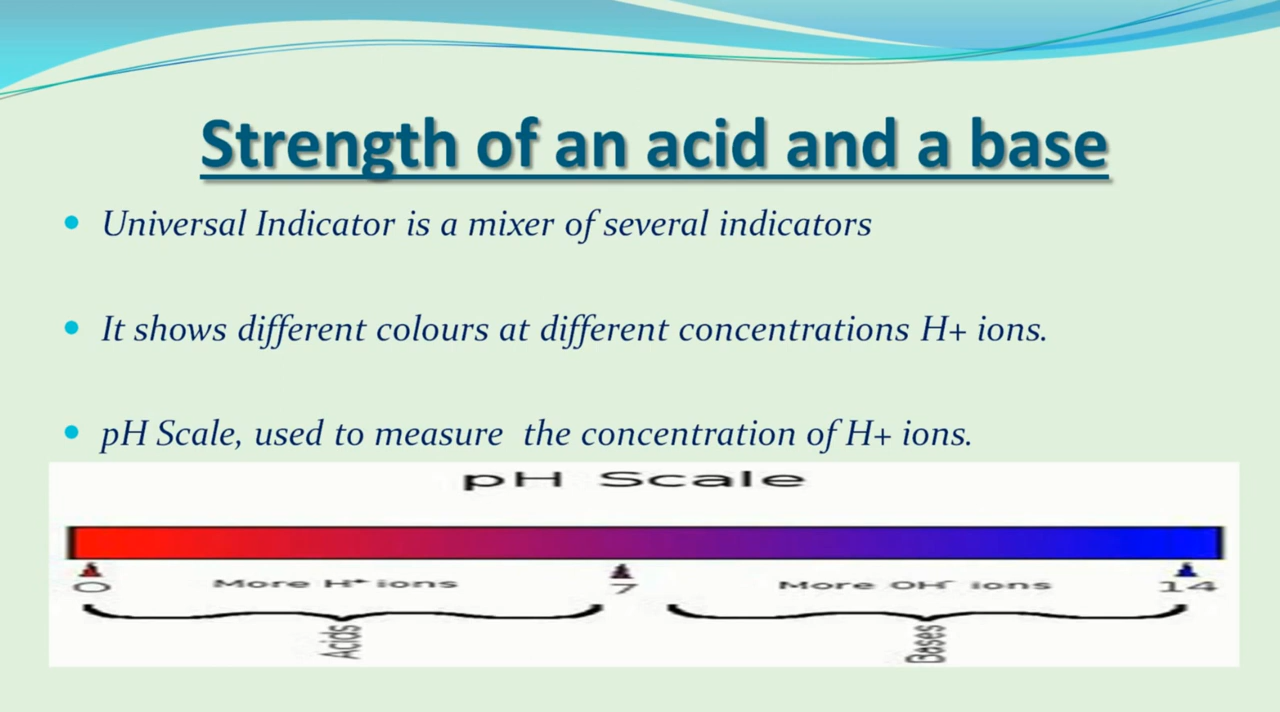 Strength of an acid and a base
• Universal Indicator is a mixer of several indicators
• It shows different colours at different concentrations H+ ions.
• pH Scale, used to measure the concentration of H+ ions.
pH Scale
0 More H⁺ ions 7 More OH⁻ ions 14
Acids Bases